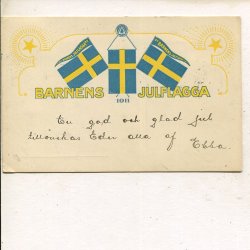 BARNENS JULFLAGGA
1911
En god och glad jul
tillönskas Eder alla af Ebba.